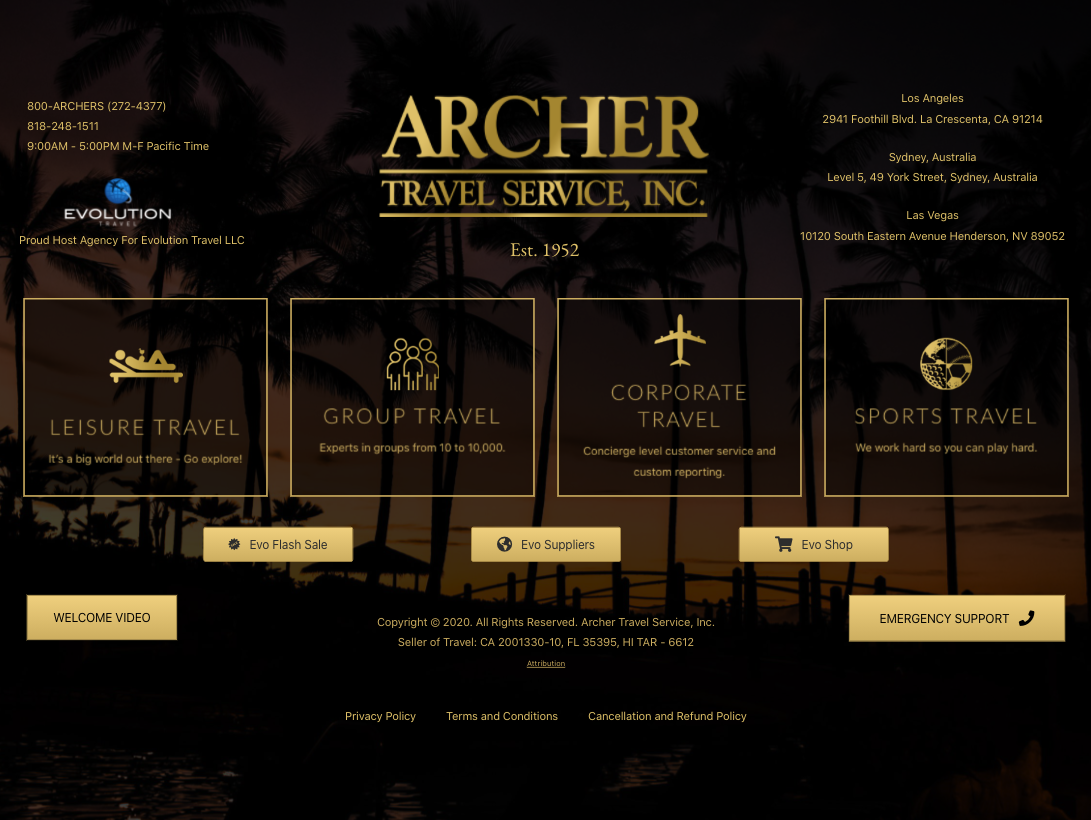 800-ARCHERS (272-4377)
818-248-1511
9:00AM - 5:00PM M-F Pacific Time
EVOLUTION
TRAVEL
Proud Host Agency For Evolution Travel LLC
ARCHER
TRAVEL SERVICE, INC.
Est. 1952
Los Angeles
2941 Foothill Blvd. La Crescenta, CA 91214
Sydney, Australia
Level 5, 49 York Street, Sydney, Australia
Las Vegas
10120 South Eastern Avenue Henderson, NV 89052
LEISURE TRAVEL
It's a big world out there - Go explore!
GROUP TRAVEL
Experts in groups from 10 to 10,000.
CORPORATE
TRAVEL
Concierge level customer service and
custom reporting.
SPORTS TRAVEL
We work hard so you can play hard.
Evo Flash Sale
Evo Suppliers
Evo Shop
WELCOME VIDEO
Copyright © 2020. All Rights Reserved. Archer Travel Service, Inc.
Seller of Travel: CA 2001330-10, FL 35395, HI TAR - 6612
Attribution
EMERGENCY SUPPORT
Privacy Policy
Terms and Conditions
Cancellation and Refund Policy